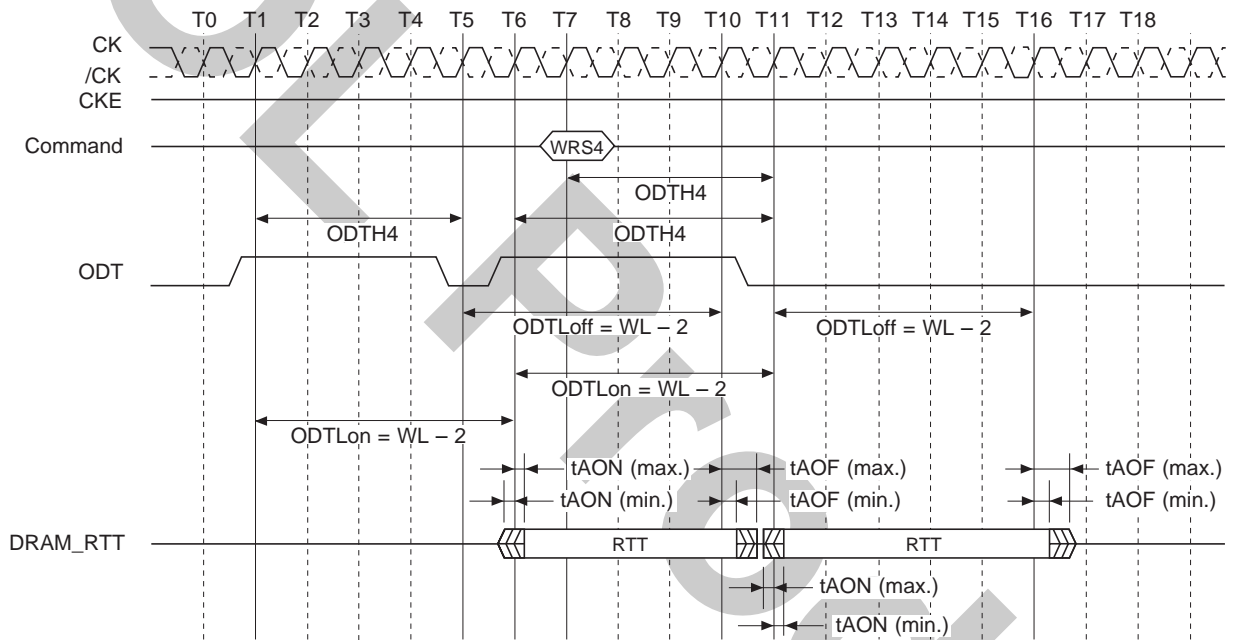 T0 T1 T2 T3 T4 T5 T6 T7 T8 T9 T10 T11 T12 T13 T14 T15 T16 T17 T18
CK
/CK
CKE
Command
WRS4
ODTH4
ODTH4
ODTH4
ODT
ODTLoff = WL – 2
ODTLoff = WL – 2
ODTLon = WL – 2
ODTLon = WL – 2
tAON (max.)
tAOF (max.)
tAOF (max.)
tAON (min.)
tAOF (min.)
tAOF (min.)
DRAM_RTT
RTT
RTT
tAON (max.)
tAON (min.)